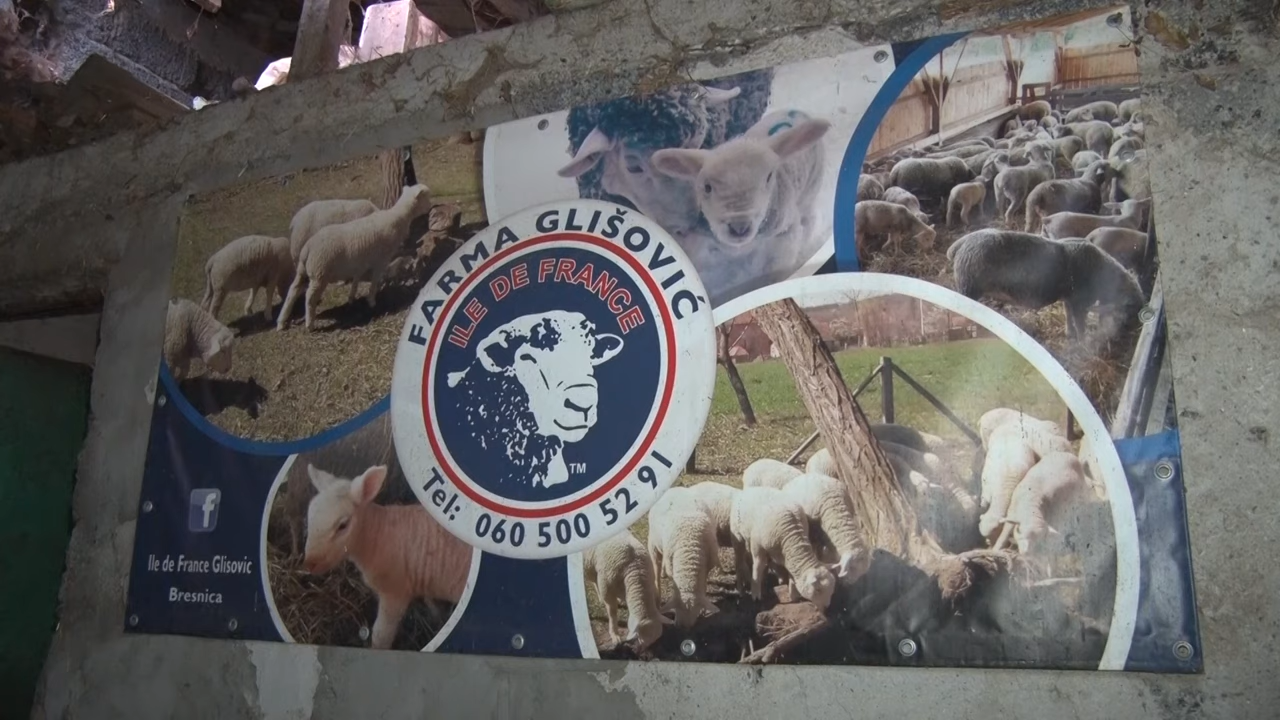 FARMA GLIŠOVIĆ
ILE DE FRANCE
TM
Tel: 060 500 52 91
f
Ile de France Glisovic
Bresnica